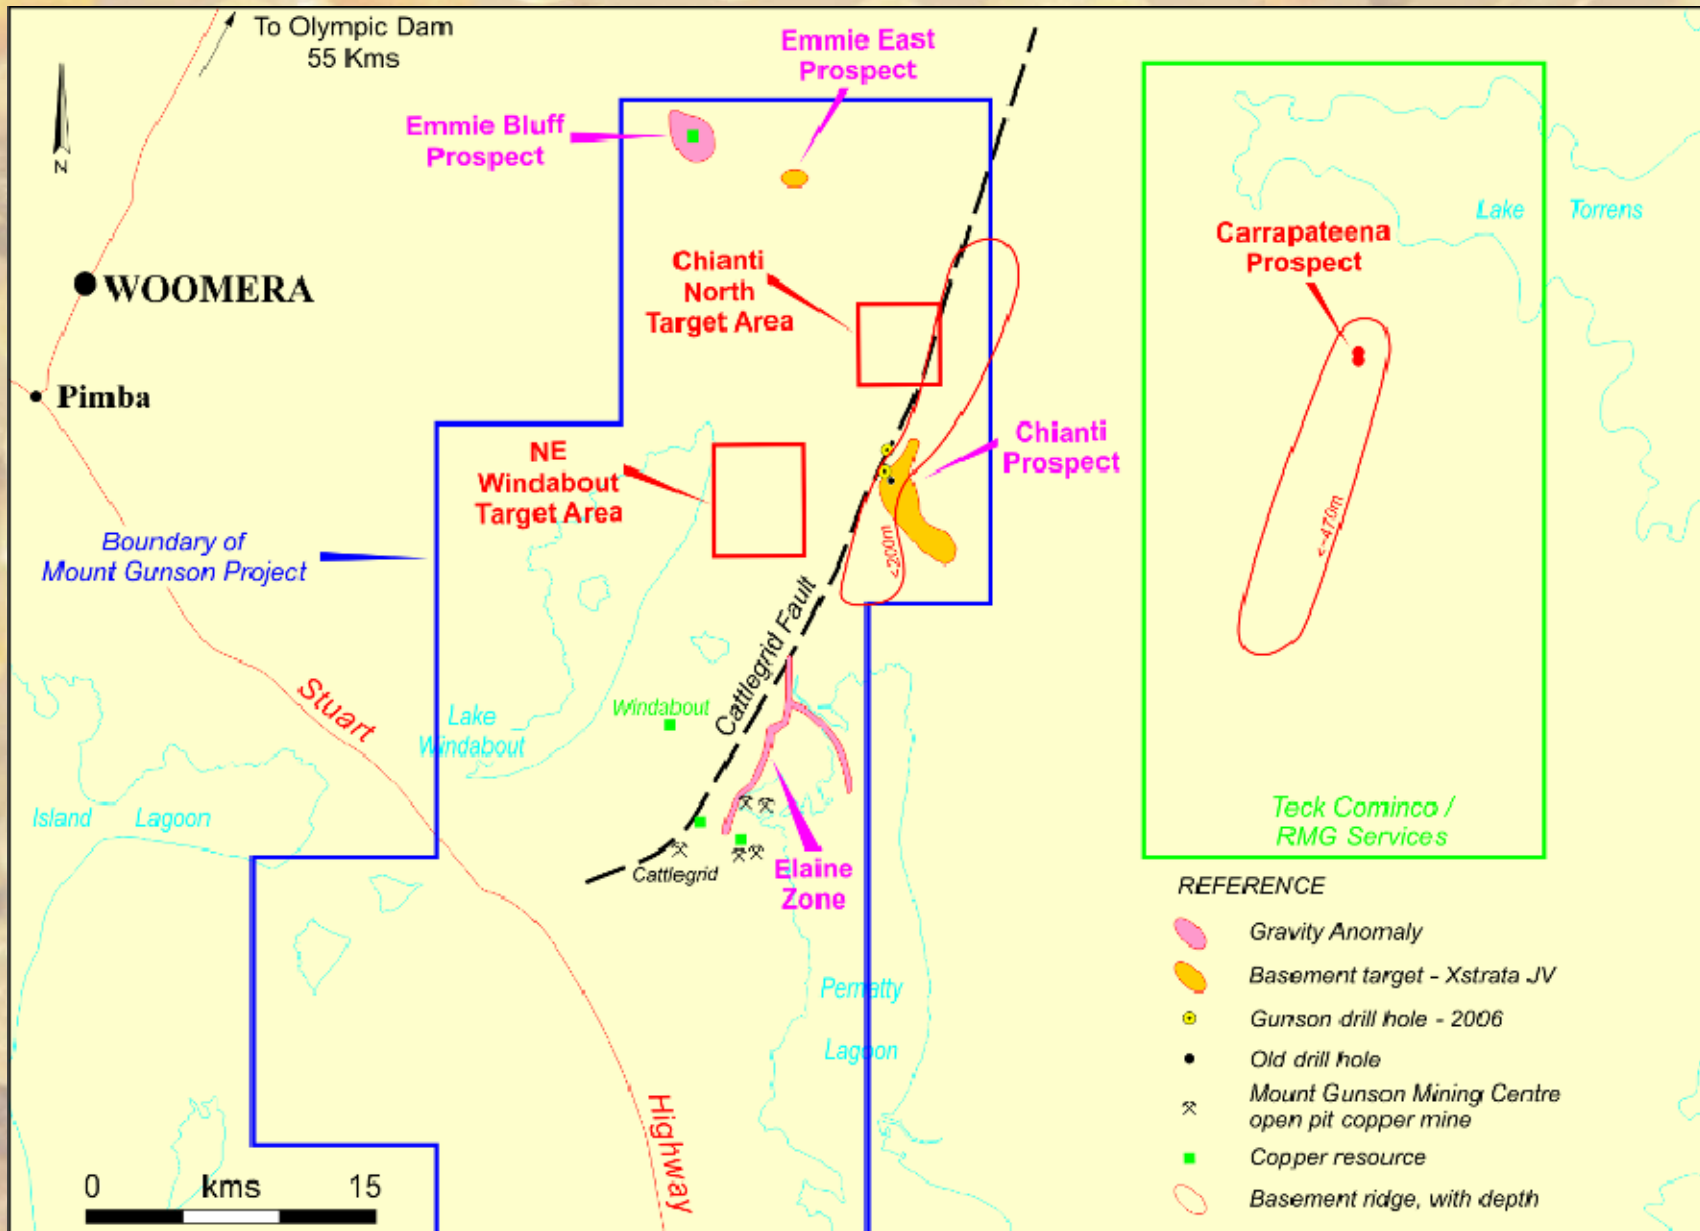 To Olympic Dam
55 Kms
Emmie East
Prospect
Emmie Bluff
Prospect
N
Lake Torrens
Carrapateena
Prospect
Chianti
North
Target Area
WOOMERA
Pimba
Chianti
Prospect
NE
Windabout
Target Area
Boundary of
Mount Gunson Project
<200m
<~470m
Cattlegrid Fault
Stuart
Highway
Windabout
Lake
Windabout
Island Lagoon
Teck Cominco /
RMG Services
Cattlegrid
Elaine
Zone
Pernatty
Lagoon
REFERENCE
Gravity Anomaly
Basement target - Xstrata JV
Gunson drill hole - 2006
Old drill hole
Mount Gunson Mining Centre
open pit copper mine
Copper resource
Basement ridge, with depth
0 kms 15